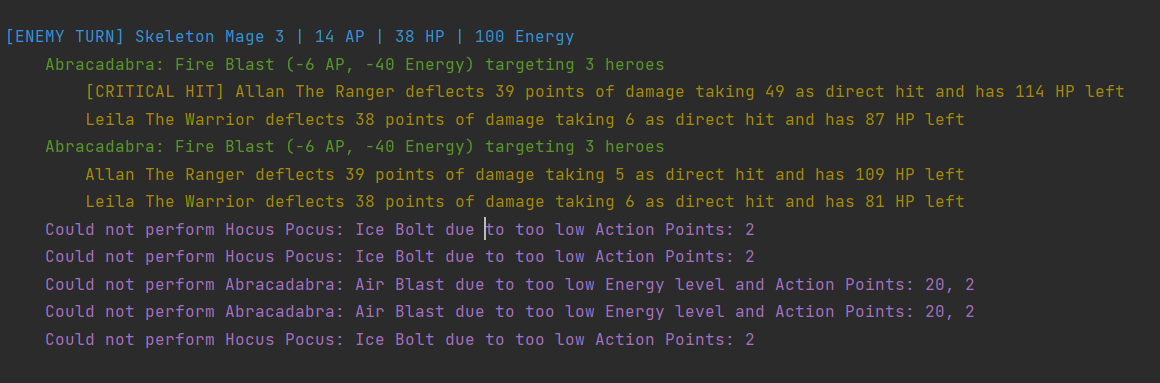 [ENEMY TURN] Skeleton Mage 3 | 14 AP | 38 HP | 100 Energy
Abracadabra: Fire Blast (-6 AP, -40 Energy) targeting 3 heroes
[CRITICAL HIT] Allan The Ranger deflects 39 points of damage taking 49 as direct hit and has 114 HP left
Leila The Warrior deflects 38 points of damage taking 6 as direct hit and has 87 HP left
Abracadabra: Fire Blast (-6 AP, -40 Energy) targeting 3 heroes
Allan The Ranger deflects 39 points of damage taking 5 as direct hit and has 109 HP left
Leila The Warrior deflects 38 points of damage taking 6 as direct hit and has 81 HP left
Could not perform Hocus Pocus: Ice Bolt due to too low Action Points: 2
Could not perform Hocus Pocus: Ice Bolt due to too low Action Points: 2
Could not perform Abracadabra: Air Blast due to too low Energy level and Action Points: 20, 2
Could not perform Abracadabra: Air Blast due to too low Energy level and Action Points: 20, 2
Could not perform Hocus Pocus: Ice Bolt due to too low Action Points: 2